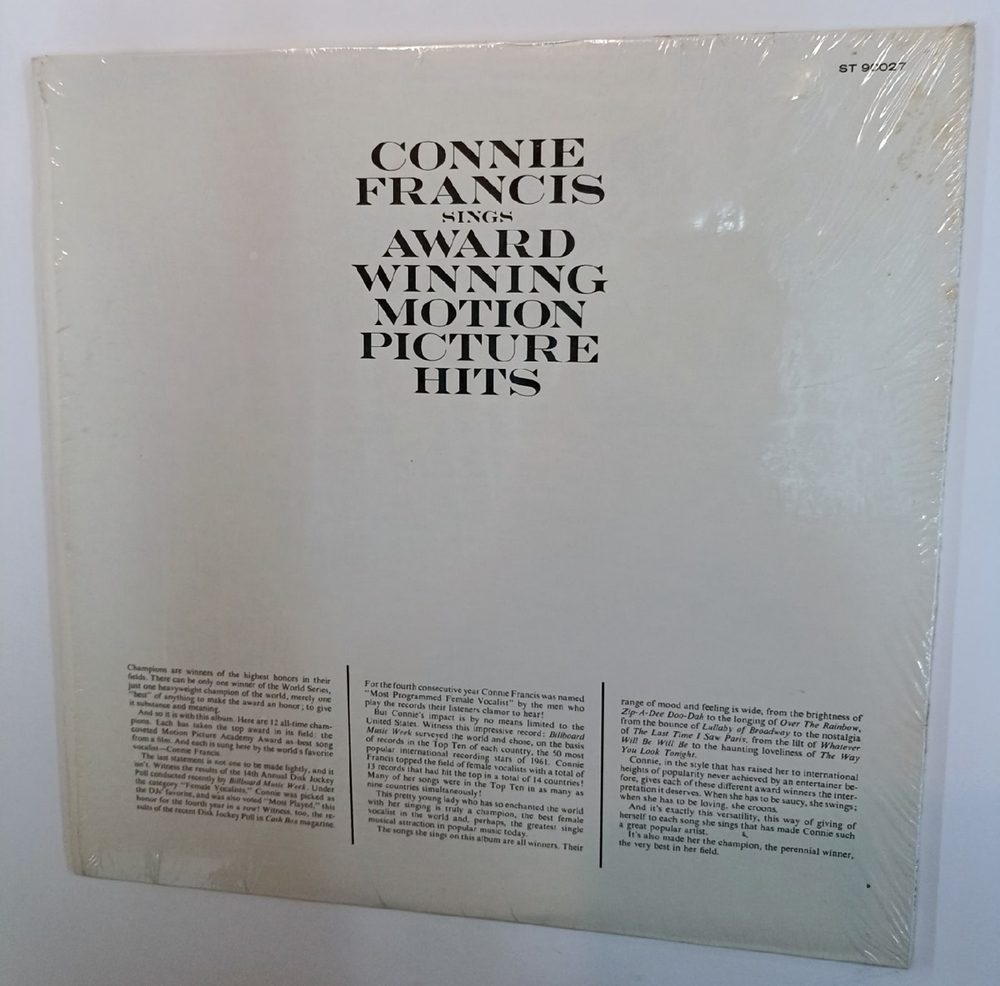 ST 90027
CONNIE
FRANCIS
SINGS
AWARD
WINNING
MOTION
PICTURE
HITS
Champions are winners of the highest honors in their
fields. There can be only one winner of the World Series,
just one heavyweight champion of the world, merely one
"best" of anything to make the award an honor; to give
it substance and meaning.
And so it is with this album. Here are 12 all-time cham-
pions. Each has taken the top award in its field: the
coveted Motion Picture Academy Award as best song
from a film. And each is sung here by the world's favorite
vocalist—Connie Francis.
The last statement is not one to be made lightly, and it
isn't. Witness the results of the 14th Annual Disk Jockey
Poll conducted recently by Billboard Music Week. Under
the category "Female Vocalists," Connie was picked as
the DJs' favorite, and was also voted "Most Played," this
honor for the fourth year in a row! Witness, too, the re-
sults of the recent Disk Jockey Poll in Cash Box magazine.
For the fourth consecutive year Connie Francis was named
"Most Programmed Female Vocalist" by the men who
play the records their listeners clamor to hear!
But Connie's impact is by no means limited to the
United States. Witness this impressive record: Billboard
Music Week surveyed the world and chose, on the basis
of records in the Top Ten of each country, the 50 most
popular international recording stars of 1961. Connie
Francis topped the field of female vocalists with a total of
13 records that had hit the top in a total of 14 countries!
Many of her songs were in the Top Ten in as many as
nine countries simultaneously!
This pretty young lady who has so enchanted the world
with her singing is truly a champion, the best female
vocalist in the world and, perhaps, the greatest single
musical attraction in popular music today.
The songs she sings on this album are all winners. Their
range of mood and feeling is wide, from the brightness of
Zip-A-Dee Doo-Dah to the longing of Over The Rainbow,
from the bounce of Lullaby of Broadway to the nostalgia
of The Last Time I Saw Paris, from the lilt of Whatever
Will Be Will Be to the haunting loveliness of The Way
You Look Tonight.
Connie, in the style that has raised her to international
heights of popularity never achieved by an entertainer be-
fore, gives each of these different award winners the inter-
pretation it deserves. When she has to be saucy, she swings;
when she has to be loving, she croons.
And it's exactly this versatility, this way of giving of
herself to each song she sings that has made Connie such
a great popular artist.
It's also made her the champion, the perennial winner,
the very best in her field.